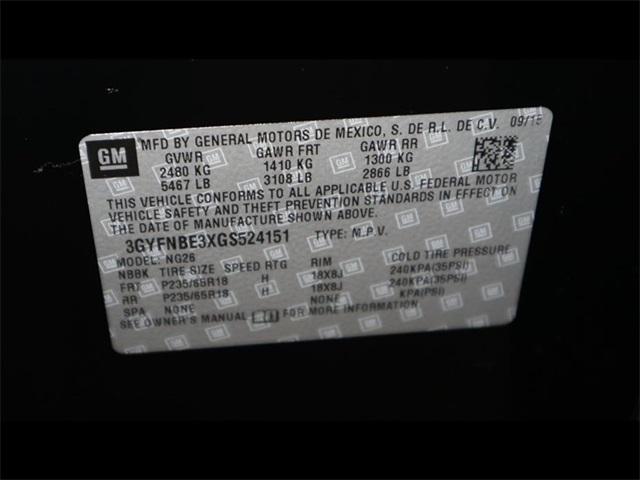 GM
MFD BY GENERAL MOTORS DE MEXICO, S. DE R.L. DE C.V. 09/15
GVWR GAWR FRT GAWR RR
2480 KG 1410 KG 1300 KG
5467 LB 3108 LB 2866 LB
THIS VEHICLE CONFORMS TO ALL APPLICABLE U.S. FEDERAL MOTOR
VEHICLE SAFETY AND THEFT PREVENTION STANDARDS IN EFFECT ON
THE DATE OF MANUFACTURE SHOWN ABOVE.
3GYFNBE3XGS524151 TYPE: M.P.V.
MODEL: NG26
NBBK TIRE SIZE SPEED RTG RIM COLD TIRE PRESSURE
FRT P235/65R18 H 18X8J 240KPA(35PSI)
RR P235/65R18 H 18X8J 240KPA(35PSI)
SPA NONE NONE KPA(PSI)
SEE OWNER'S MANUAL FOR MORE INFORMATION